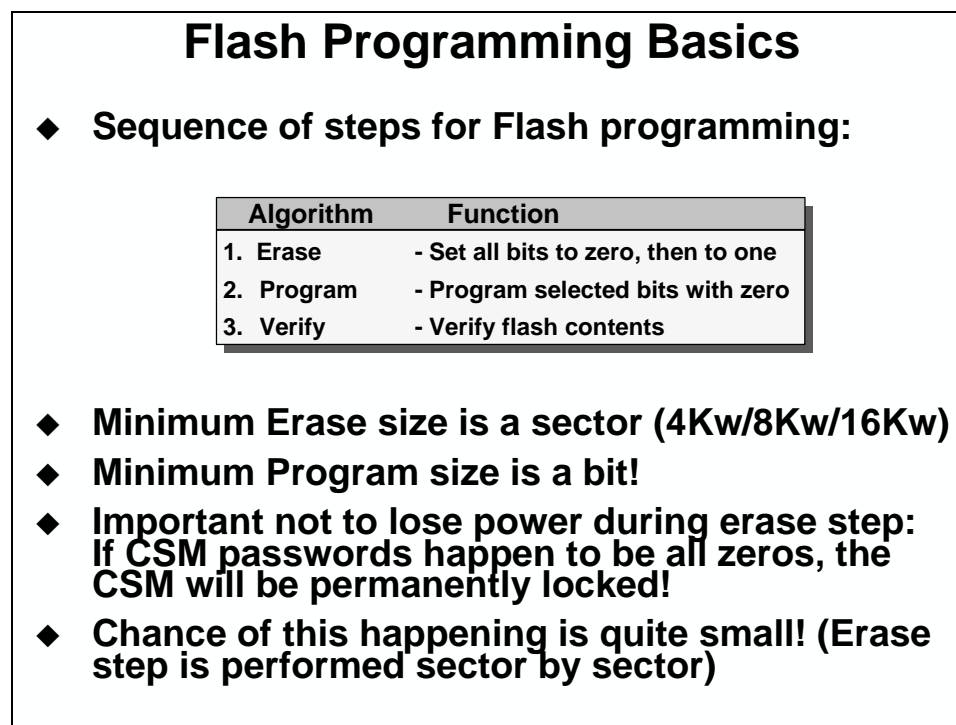 Flash Programming Basics
◆ Sequence of steps for Flash programming:
Algorithm Function
1. Erase - Set all bits to zero, then to one
2. Program - Program selected bits with zero
3. Verify - Verify flash contents
◆ Minimum Erase size is a sector (4Kw/8Kw/16Kw)
◆ Minimum Program size is a bit!
◆ Important not to lose power during erase step:
If CSM passwords happen to be all zeros, the
CSM will be permanently locked!
◆ Chance of this happening is quite small! (Erase
step is performed sector by sector)